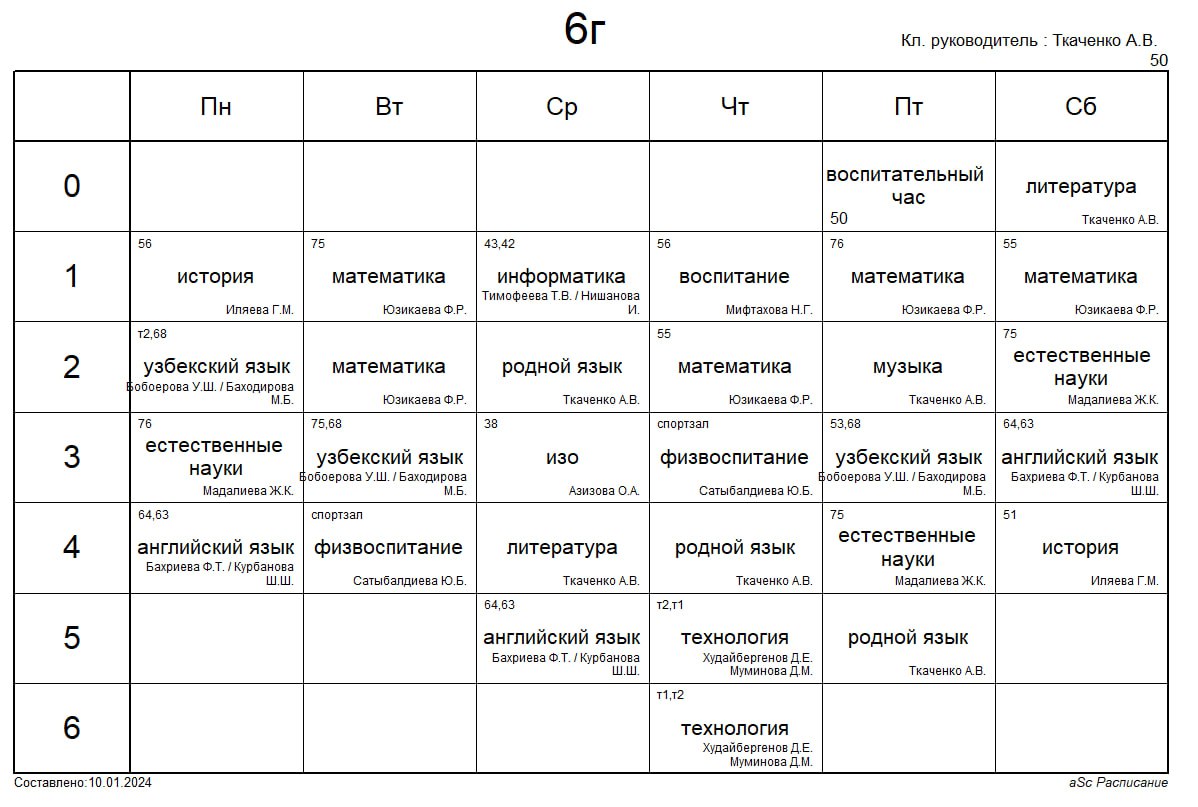 6г
Кл. руководитель : Ткаченко А.В.
50
Пн Вт Ср Чт Пт Сб
0
воспитательный
час
50
литература
Ткаченко А.В.
1
56
история
Иляева Г.М.
75
математика
Юзикаева Ф.Р.
43,42
информатика
Тимофеева Т.В. / Нишанова
И.
56
воспитание
Мифтахова Н.Г.
76
математика
Юзикаева Ф.Р.
55
математика
Юзикаева Ф.Р.
2
т2,68
узбекский язык
Бобоерова У.Ш. / Баходирова
М.Б.
математика
Юзикаева Ф.Р.
родной язык
Ткаченко А.В.
55
математика
Юзикаева Ф.Р.
музыка
Ткаченко А.В.
75
естественные
науки
Мадалиева Ж.К.
3
76
естественные
науки
Мадалиева Ж.К.
75,68
узбекский язык
Бобоерова У.Ш. / Баходирова
М.Б.
38
изо
Азизова О.А.
спортзал
физвоспитание
Сатыбалдиева Ю.Б.
53,68
узбекский язык
Бобоерова У.Ш. / Баходирова
М.Б.
64,63
английский язык
Бахриева Ф.Т. / Курбанова
Ш.Ш.
4
64,63
английский язык
Бахриева Ф.Т. / Курбанова
Ш.Ш.
спортзал
физвоспитание
Сатыбалдиева Ю.Б.
литература
Ткаченко А.В.
родной язык
Ткаченко А.В.
75
естественные
науки
Мадалиева Ж.К.
51
история
Иляева Г.М.
5
64,63
английский язык
Бахриева Ф.Т. / Курбанова
Ш.Ш.
т2,т1
технология
Худайбергенов Д.Е.
Муминова Д.М.
родной язык
Ткаченко А.В.
6
т1,т2
технология
Худайбергенов Д.Е.
Муминова Д.М.
Составлено:10.01.2024
aSc Расписание